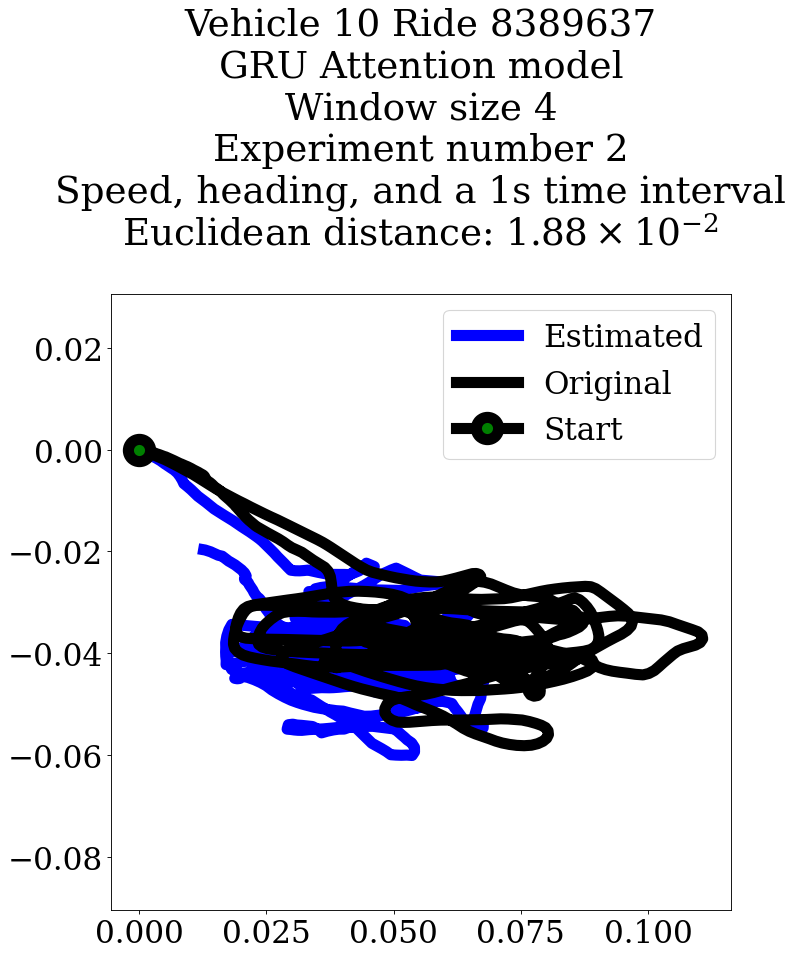 Vehicle 10 Ride 8389637
GRU Attention model
Window size 4
Experiment number 2
Speed, heading, and a 1s time interval
Euclidean distance: 1.88 × 10⁻²
Estimated
Original
Start
0.02
0.00
−0.02
−0.04
−0.06
−0.08
0.000 0.025 0.050 0.075 0.100